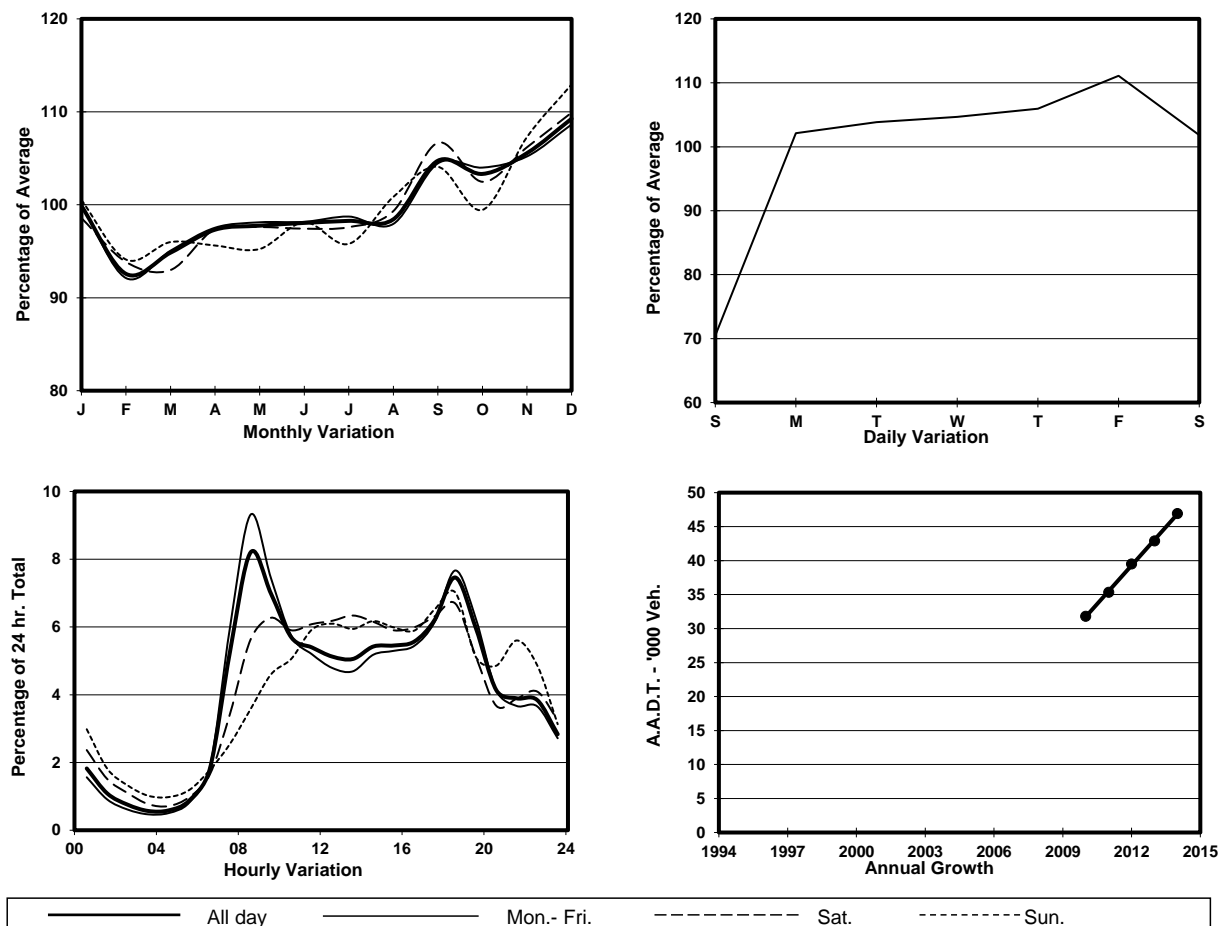 120
110
100
90
80
Percentage of Average
J F M A M J J A S O N D
Monthly Variation
120
110
100
90
80
70
60
Percentage of Average
S M T W T F S
Daily Variation
10
8
6
4
2
0
Percentage of 24 hr. Total
00 04 08 12 16 20 24
Hourly Variation
50
45
40
35
30
25
20
15
10
5
0
A.A.D.T. - '000 Veh.
1994 1997 2000 2003 2006 2009 2012 2015
Annual Growth
All day Mon.- Fri. Sat. Sun.